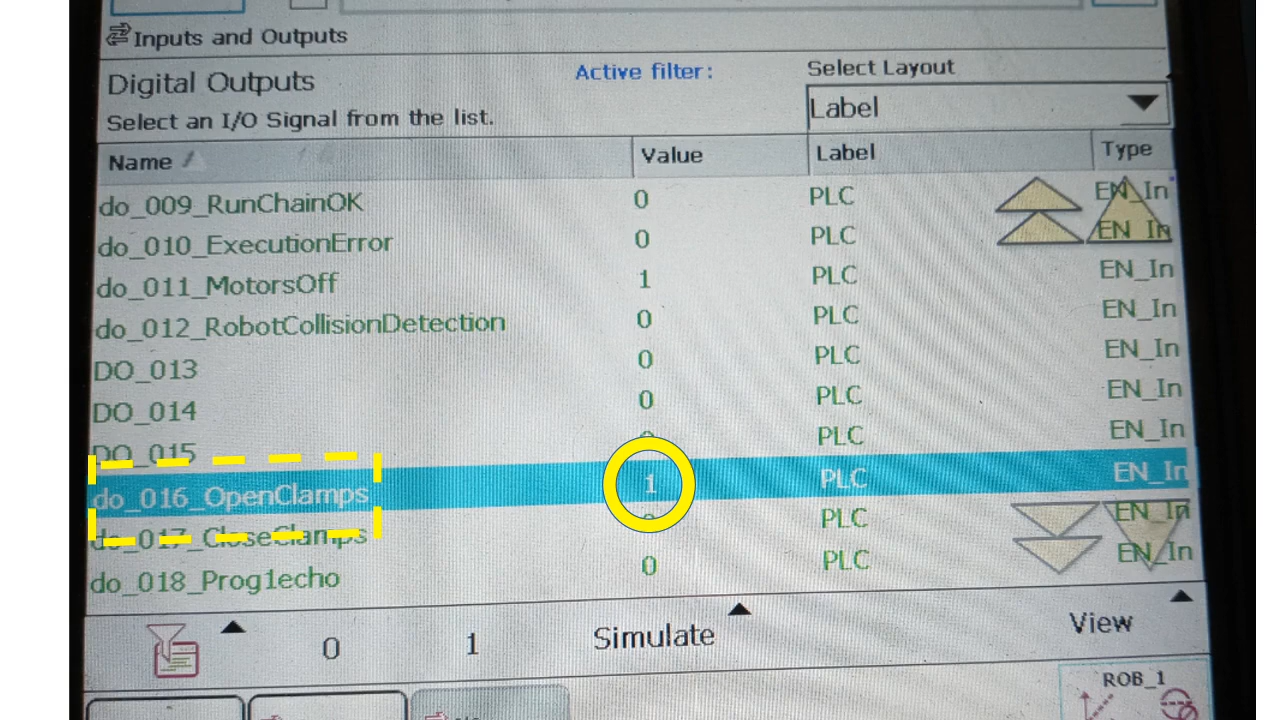 Inputs and Outputs
Digital Outputs
Active filter:
Select Layout
Select an I/O Signal from the list.
Label
Name Value Label Type
do_009_RunChainOK 0 PLC EN_In
do_010_ExecutionError 0 PLC EN_In
do_011_MotorsOff 1 PLC EN_In
do_012_RobotCollisionDetection 0 PLC EN_In
DO_013 0 PLC EN_In
DO_014 0 PLC EN_In
DO_015 PLC EN_In
do_016_OpenClamps 1 PLC EN_In
do_017_CloseClamps PLC EN_In
do_018_Prog1echo 0 PLC EN_In
0 1 Simulate View
ROB_1